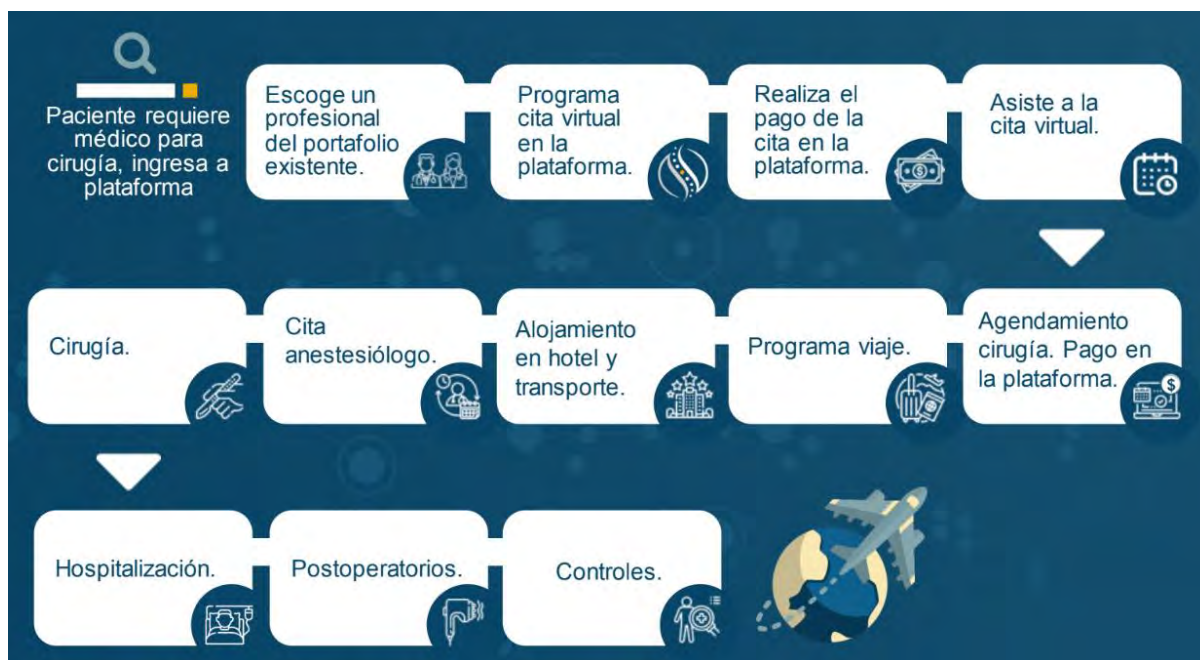 Paciente requiere
médico para
cirugía, ingresa a
plataforma
Escoge un
profesional
del portafolio
existente.
Programa
cita virtual
en la
plataforma.
Realiza el
pago de la
cita en la
plataforma.
Asiste a la
cita virtual.
Cirugía.
Cita
anestesiólogo.
Alojamiento
en hotel y
transporte.
Programa viaje.
Agendamiento
cirugía. Pago en
la plataforma.
Hospitalización.
Postoperatorios.
Controles.